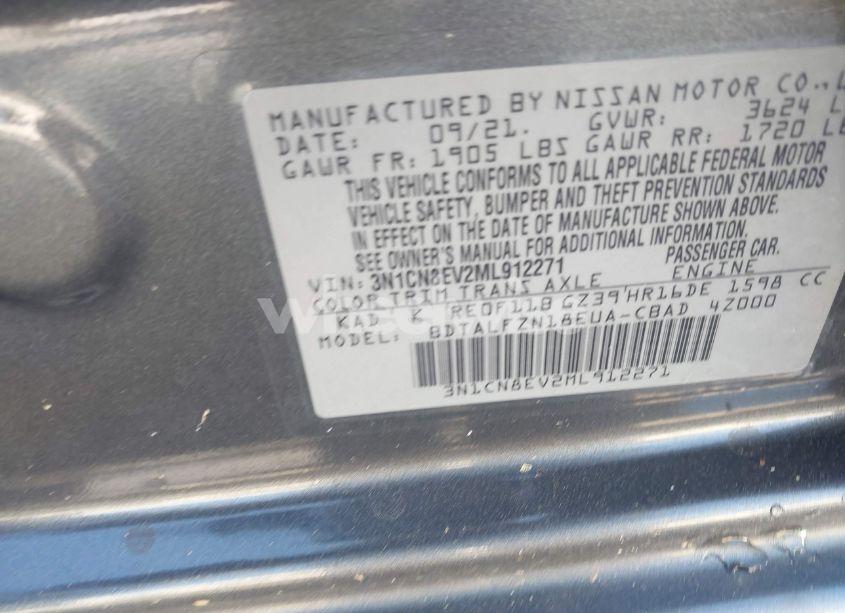 MANUFACTURED BY NISSAN MOTOR CO.,
DATE: 09/21. GVWR: 3624
GAWR FR: 1905 LBS GAWR RR: 1720
THIS VEHICLE CONFORMS TO ALL APPLICABLE FEDERAL MOTOR
VEHICLE SAFETY, BUMPER AND THEFT PREVENTION STANDARDS
IN EFFECT ON THE DATE OF MANUFACTURE SHOWN ABOVE.
SEE OWNER'S MANUAL FOR ADDITIONAL INFORMATION.
VIN: 3N1CN8EV2ML912271 PASSENGER CAR.
COLOR TRIM TRANS AXLE ENGINE
KAD K RE0F11B GZ39 HR16DE 1598 CC
MODEL: BDTALFZN18EUA-CBAD 42000
3N1CN8EV2ML912271